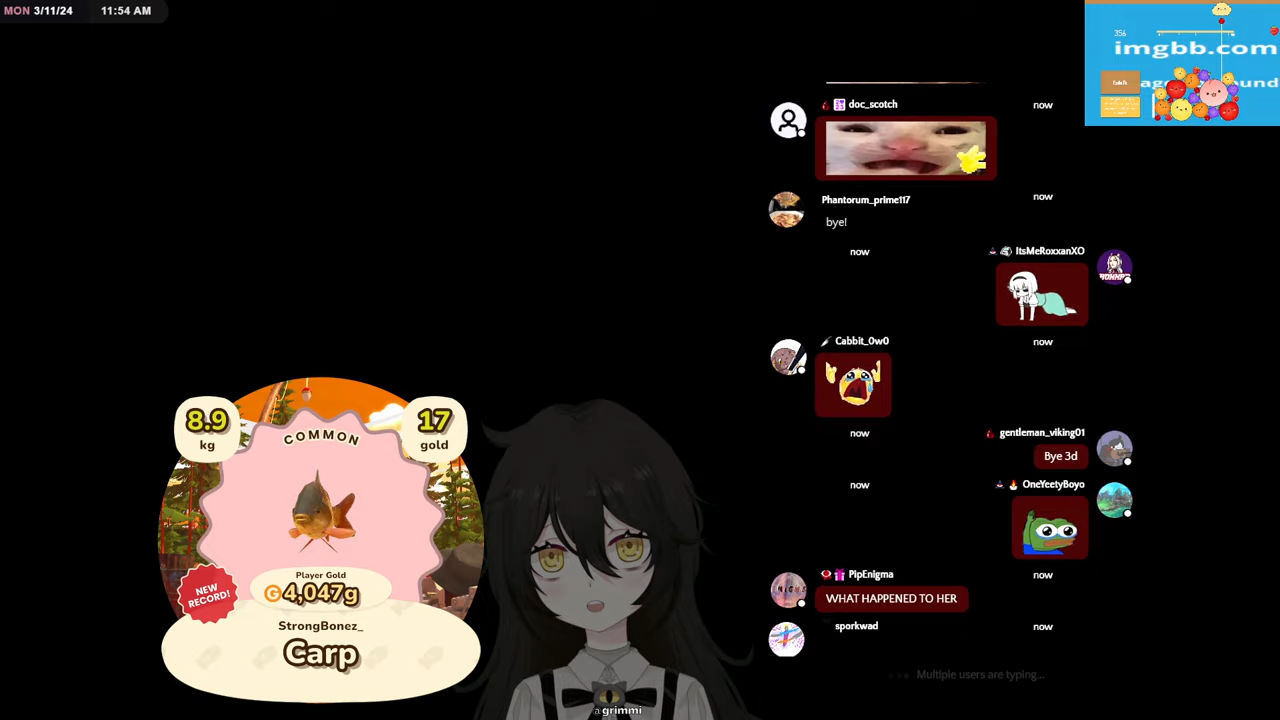 MON 3/11/24 11:54 AM
356
imgbb.com
doc_scotch now
Phantorum_prime117 now
bye!
now ItsMeRoxxanXO
Cabbit_0w0 now
now gentleman_viking01
Bye 3d
now OneYeetyBoyo
PipEnigma now
WHAT HAPPENED TO HER
sporkwad now
Multiple users are typing...
8.9
kg
COMMON
17
gold
NEW
RECORD!
Player Gold
G 4,047g
StrongBonez_
Carp
grimmi